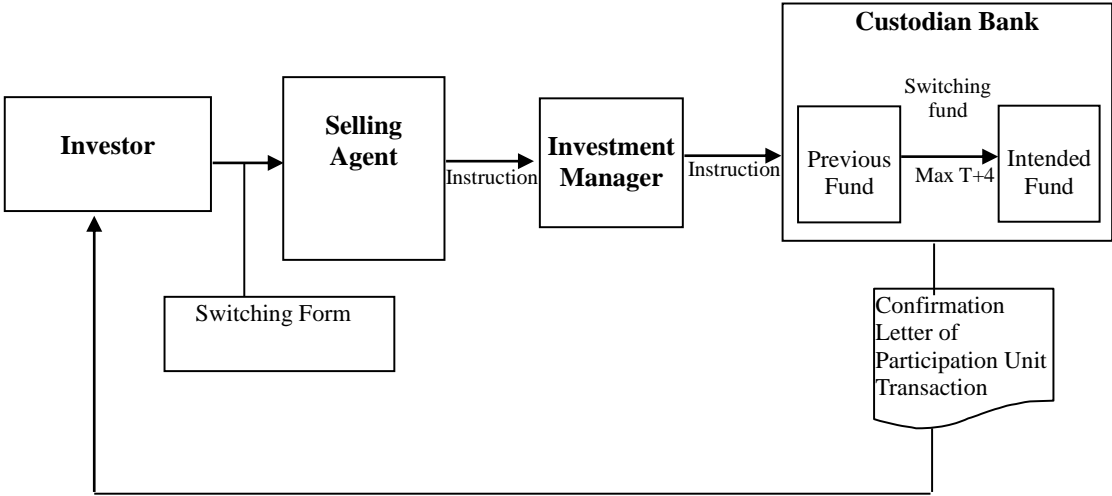 Custodian Bank
Investor
Selling
Agent
Instruction
Investment
Manager
Instruction
Switching
fund
Previous
Fund
Max T+4
Intended
Fund
Switching Form
Confirmation
Letter of
Participation Unit
Transaction